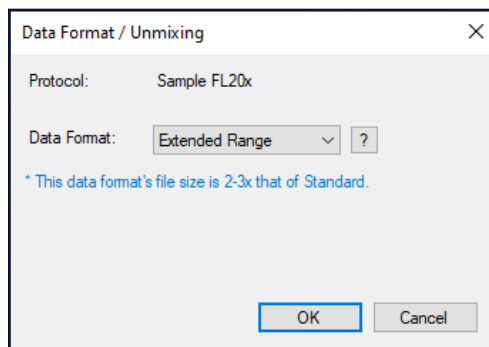 Data Format / Unmixing
Protocol: Sample FL20x
Data Format: Extended Range ?
* This data format's file size is 2-3x that of Standard.
OK Cancel